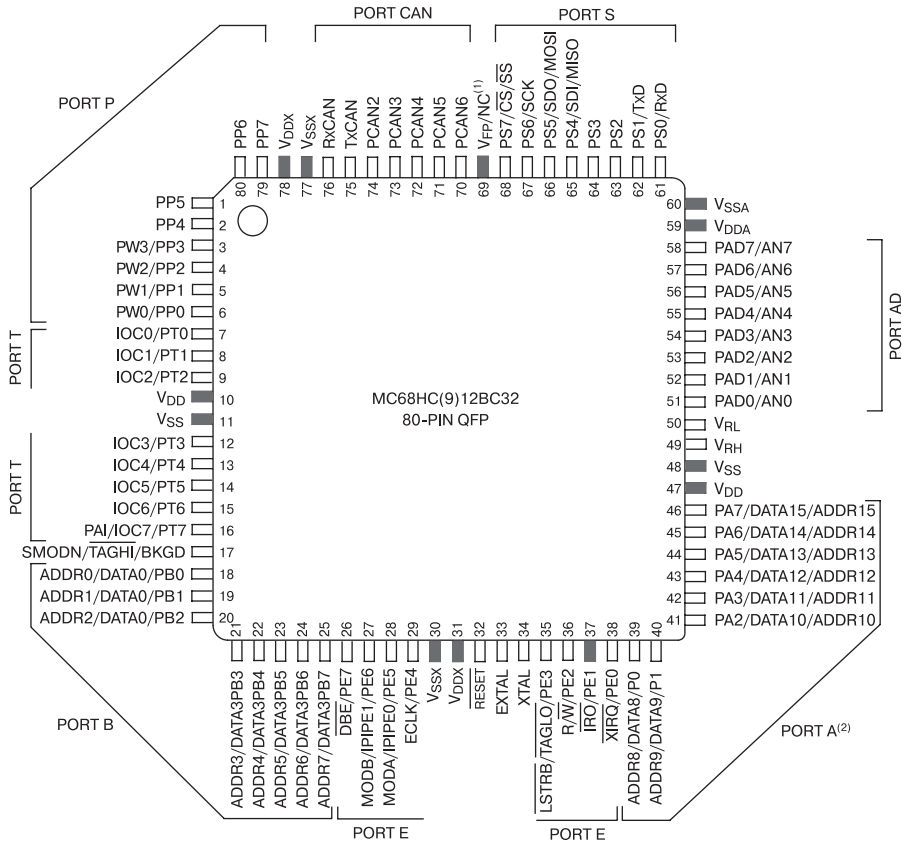 PORT CAN
PORT S
PORT P
PP6
PP7
VDDX
VSSX
RxCAN
TxCAN
PCAN2
PCAN3
PCAN4
PCAN5
PCAN6
VFP/NC(1)
PS7/CS/SS
PS6/SCK
PS5/SDO/MOSI
PS4/SDI/MISO
PS3
PS2
PS1/TxD
PS0/RxD
80
79
78
77
76
75
74
73
72
71
70
69
68
67
66
65
64
63
62
61
PP5 1
PP4 2
PW3/PP3 3
PW2/PP2 4
PW1/PP1 5
PW0/PP0 6
PORT T
IOC0/PT0 7
IOC1/PT1 8
IOC2/PT2 9
VDD 10
VSS 11
PORT T
IOC3/PT3 12
IOC4/PT4 13
IOC5/PT5 14
IOC6/PT6 15
PAI/IOC7/PT7 16
SMODN/TAGHI/BKGD 17
ADDR0/DATA0/PB0 18
ADDR1/DATA0/PB1 19
ADDR2/DATA0/PB2 20
MC68HC(9)12BC32
80-PIN QFP
60 VSSA
59 VDDA
58 PAD7/AN7
57 PAD6/AN6
56 PAD5/AN5
55 PAD4/AN4
54 PAD3/AN3
53 PAD2/AN2
52 PAD1/AN1
51 PAD0/AN0
PORT AD
50 VRL
49 VRH
48 VSS
47 VDD
46 PA7/DATA15/ADDR15
45 PA6/DATA14/ADDR14
44 PA5/DATA13/ADDR13
43 PA4/DATA12/ADDR12
42 PA3/DATA11/ADDR11
41 PA2/DATA10/ADDR10
21
22
23
24
25
26
27
28
29
30
31
32
33
34
35
36
37
38
39
40
ADDR3/DATA3PB3
ADDR4/DATA3PB4
ADDR5/DATA3PB5
ADDR6/DATA3PB6
ADDR7/DATA3PB7
DBE/PE7
MODB/IPIPE1/PE6
MODA/IPIPE0/PE5
ECLK/PE4
VSSX
VDDX
RESET
EXTAL
XTAL
LSTRB/TAGLO/PE3
R/W/PE2
IRO/PE1
XIRQ/PE0
ADDR8/DATA8/P0
ADDR9/DATA9/P1
PORT B
PORT A(2)
PORT E
PORT E